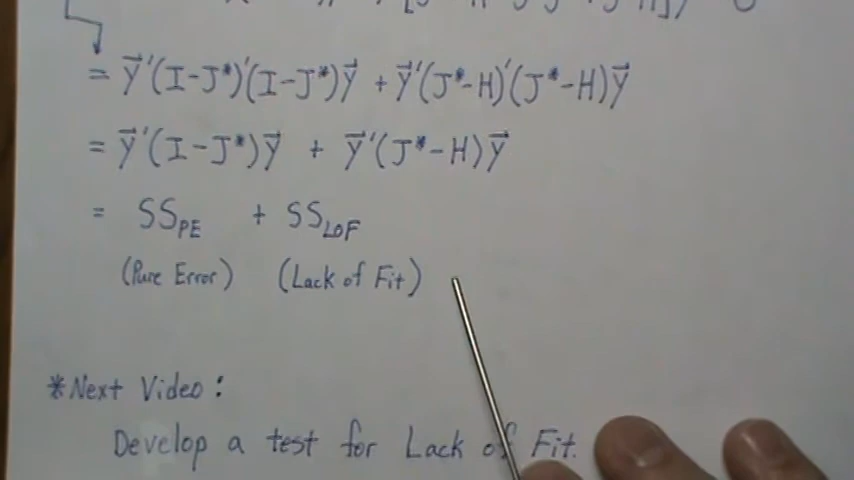 = Y⃗'(I-J*)'(I-J*)Y⃗ + Y⃗'(J*-H)'(J*-H)Y⃗
= Y⃗'(I-J*)Y⃗ + Y⃗'(J*-H)Y⃗
= SS_PE + SS_LOF
(Pure Error) (Lack of Fit)
*Next Video:
Develop a test for Lack of Fit.